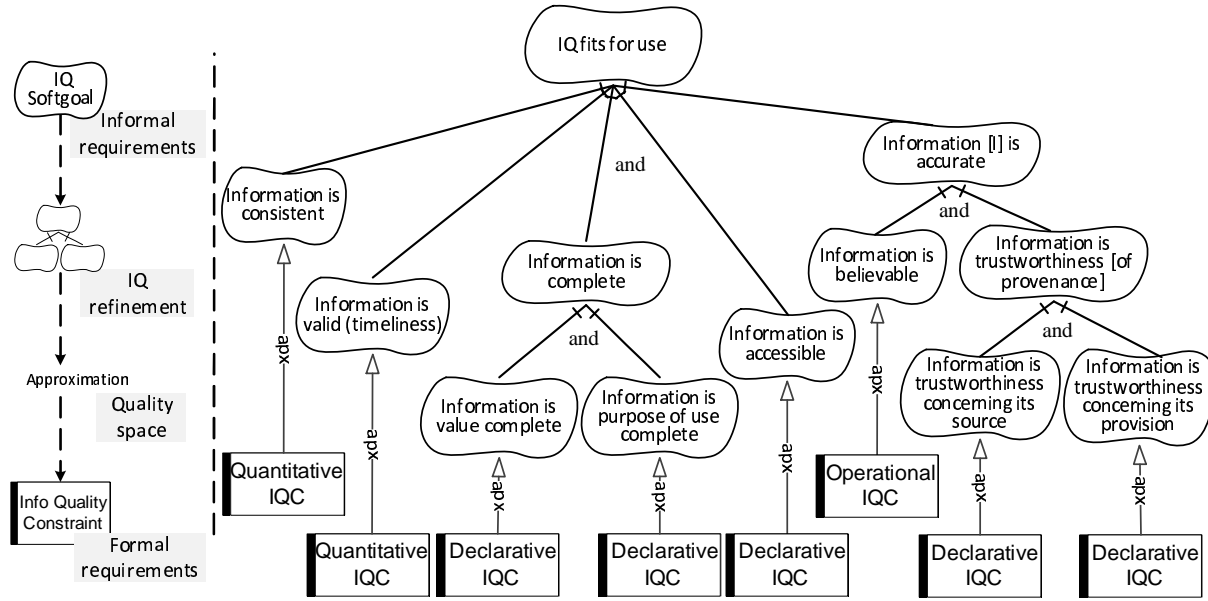 IQ
Softgoal
Informal
requirements
IQ
refinement
Approximation
Quality
space
Info Quality
Constraint
Formal
requirements
IQ fits for use
and
Information is
consistent
Information is
valid (timeliness)
Information is
complete
and
Information is
value complete
Information is
purpose of use
complete
Information is
accessible
Information [I] is
accurate
and
Information is
believable
Information is
trustworthiness [of
provenance]
and
Information is
trustworthiness
concerning its
source
Information is
trustworthiness
concerning its
provision
apx
apx
apx
apx
apx
apx
apx
apx
Quantitative
IQC
Quantitative
IQC
Declarative
IQC
Declarative
IQC
Declarative
IQC
Operational
IQC
Declarative
IQC
Declarative
IQC